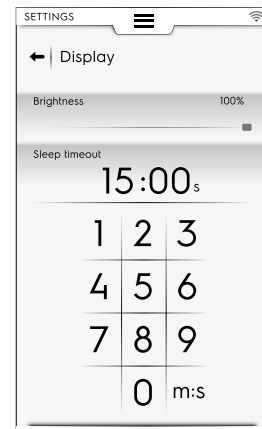 SETTINGS
Display
Brightness 100%
Sleep timeout
15:00s
1 2 3
4 5 6
7 8 9
0 m:s